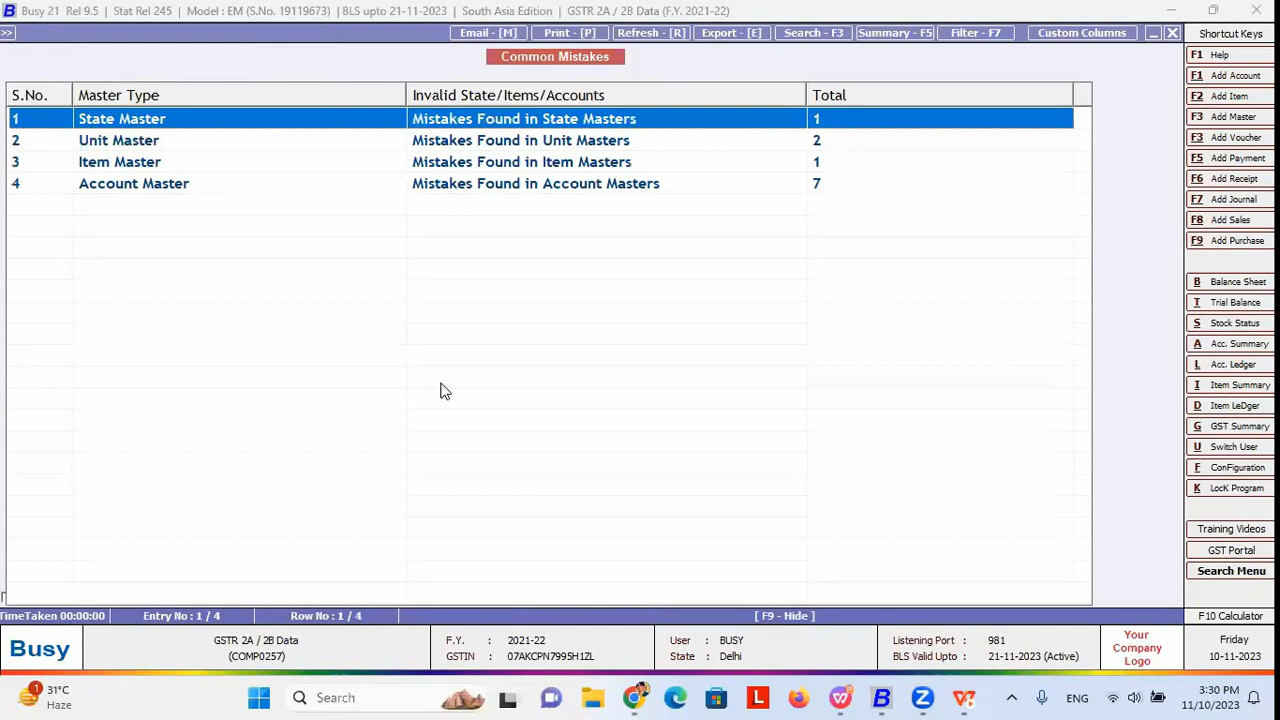 Busy 21 Rel 9.5 | Stat Rel 245 | Model : EM (S.No. 19119673) | BLS upto 21-11-2023 | South Asia Edition | GSTR 2A / 2B Data (F.Y. 2021-22)
>> Email - [M] Print - [P] Refresh - [R] Export - [E] Search - F3 Summary - F5 Filter - F7 Custom Columns
Shortcut Keys
Common Mistakes
S.No. Master Type Invalid State/Items/Accounts Total
1 State Master Mistakes Found in State Masters 1
2 Unit Master Mistakes Found in Unit Masters 2
3 Item Master Mistakes Found in Item Masters 1
4 Account Master Mistakes Found in Account Masters 7
F1 Help
F1 Add Account
F2 Add Item
F3 Add Master
F3 Add Voucher
F5 Add Payment
F6 Add Receipt
F7 Add Journal
F8 Add Sales
F9 Add Purchase
B Balance Sheet
T Trial Balance
S Stock Status
A Acc. Summary
L Acc. Ledger
I Item Summary
D Item LeDger
G GST Summary
U Switch User
F ConFiguration
K LocK Program
Training Videos
GST Portal
Search Menu
F10 Calculator
TimeTaken 00:00:00 Entry No : 1 / 4 Row No : 1 / 4 [ F9 - Hide ]
Busy
GSTR 2A / 2B Data
(COMP0257)
F.Y. : 2021-22
GSTIN : 07AKCPN7995H1ZL
User : BUSY
State : Delhi
Listening Port : 981
BLS Valid Upto : 21-11-2023 (Active)
Your
Company
Logo
Friday
10-11-2023
1
31°C
Haze
Search
ENG
3:30 PM
11/10/2023